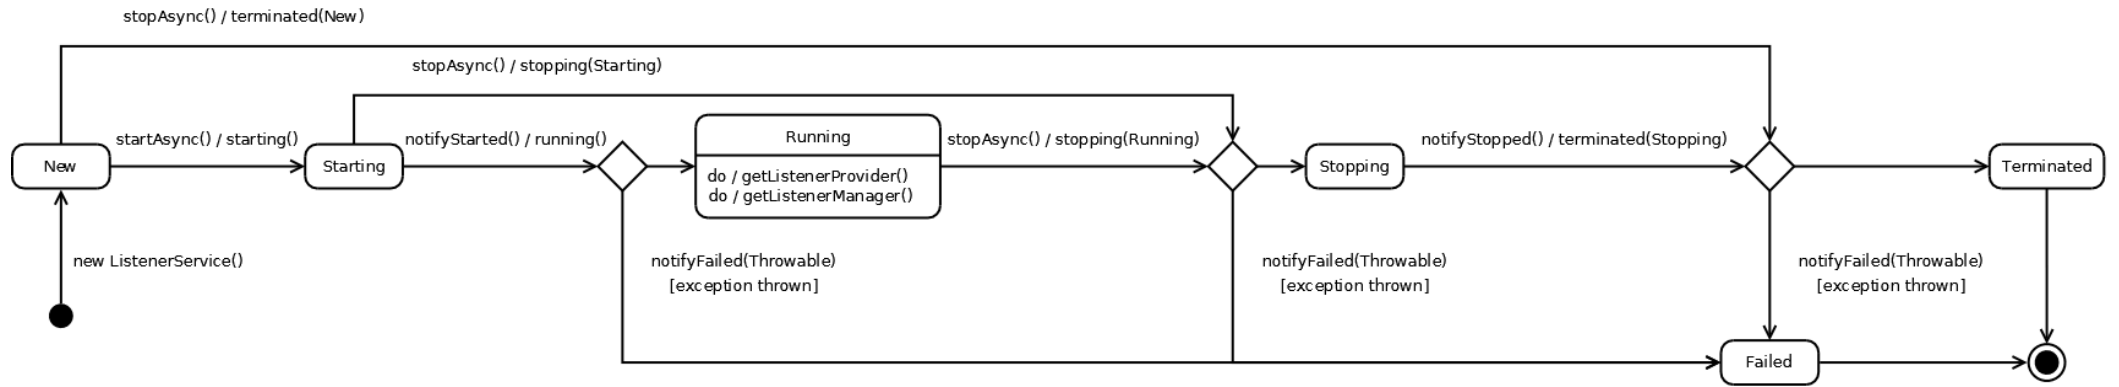 stopAsync() / terminated(New)
stopAsync() / stopping(Starting)
startAsync() / starting()
notifyStarted() / running()
Running
stopAsync() / stopping(Running)
notifyStopped() / terminated(Stopping)
New
Starting
do / getListenerProvider()
do / getListenerManager()
Stopping
Terminated
new ListenerService()
notifyFailed(Throwable)
[exception thrown]
notifyFailed(Throwable)
[exception thrown]
notifyFailed(Throwable)
[exception thrown]
Failed